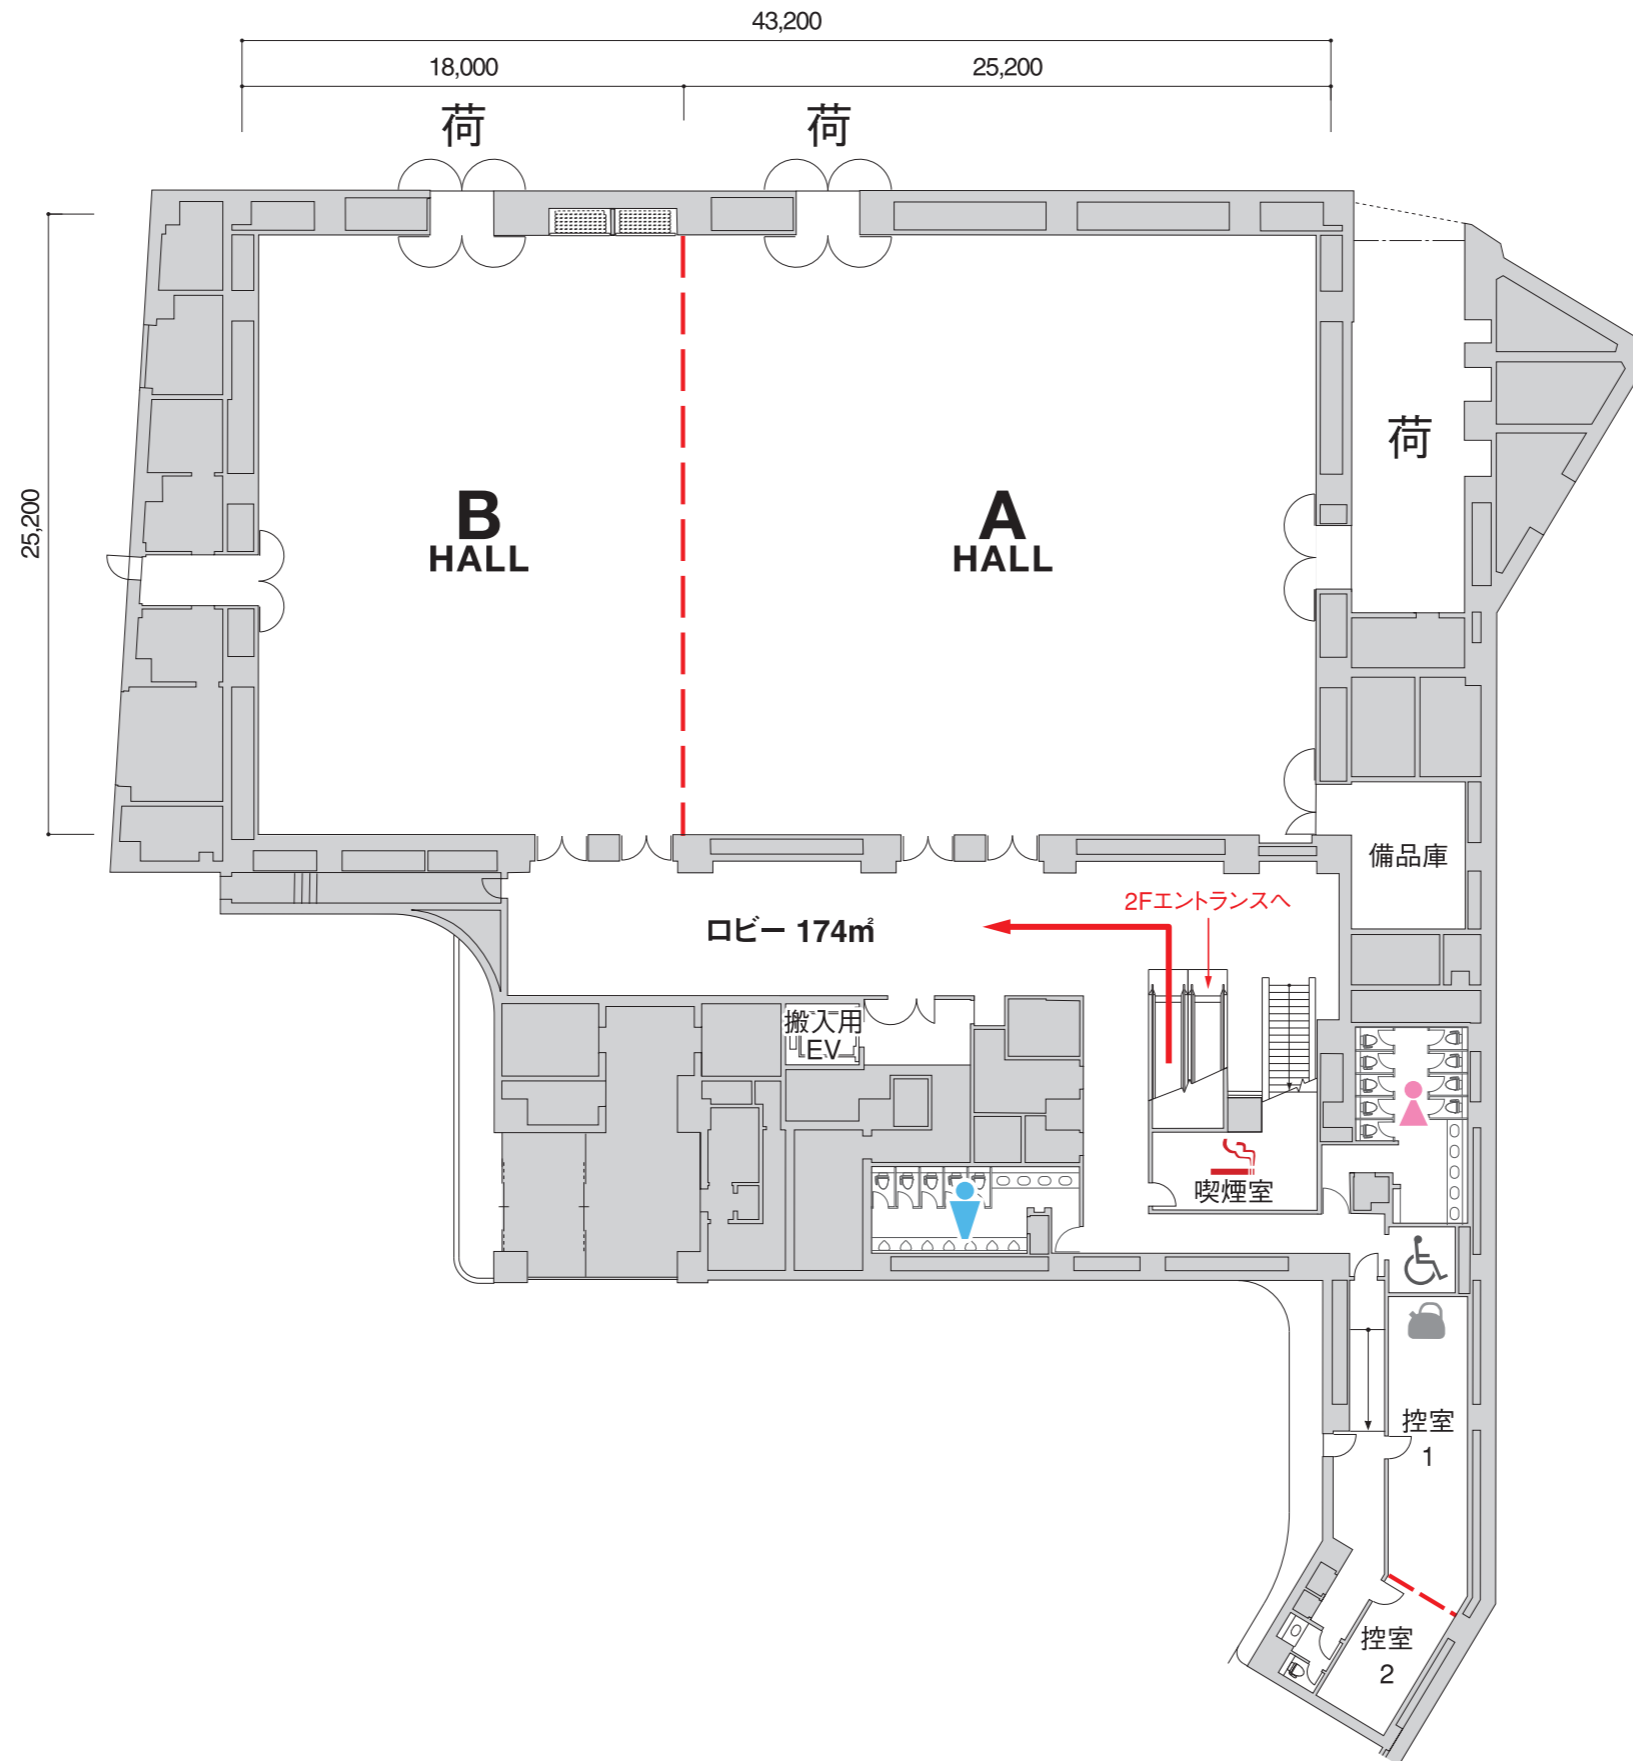 43,200
18,000
25,200
荷
荷
25,200
荷
B
HALL
A
HALL
備品庫
2Fエントランスへ
ロビー 174㎡
搬入用
EV
喫煙室
控室
1
控室
2